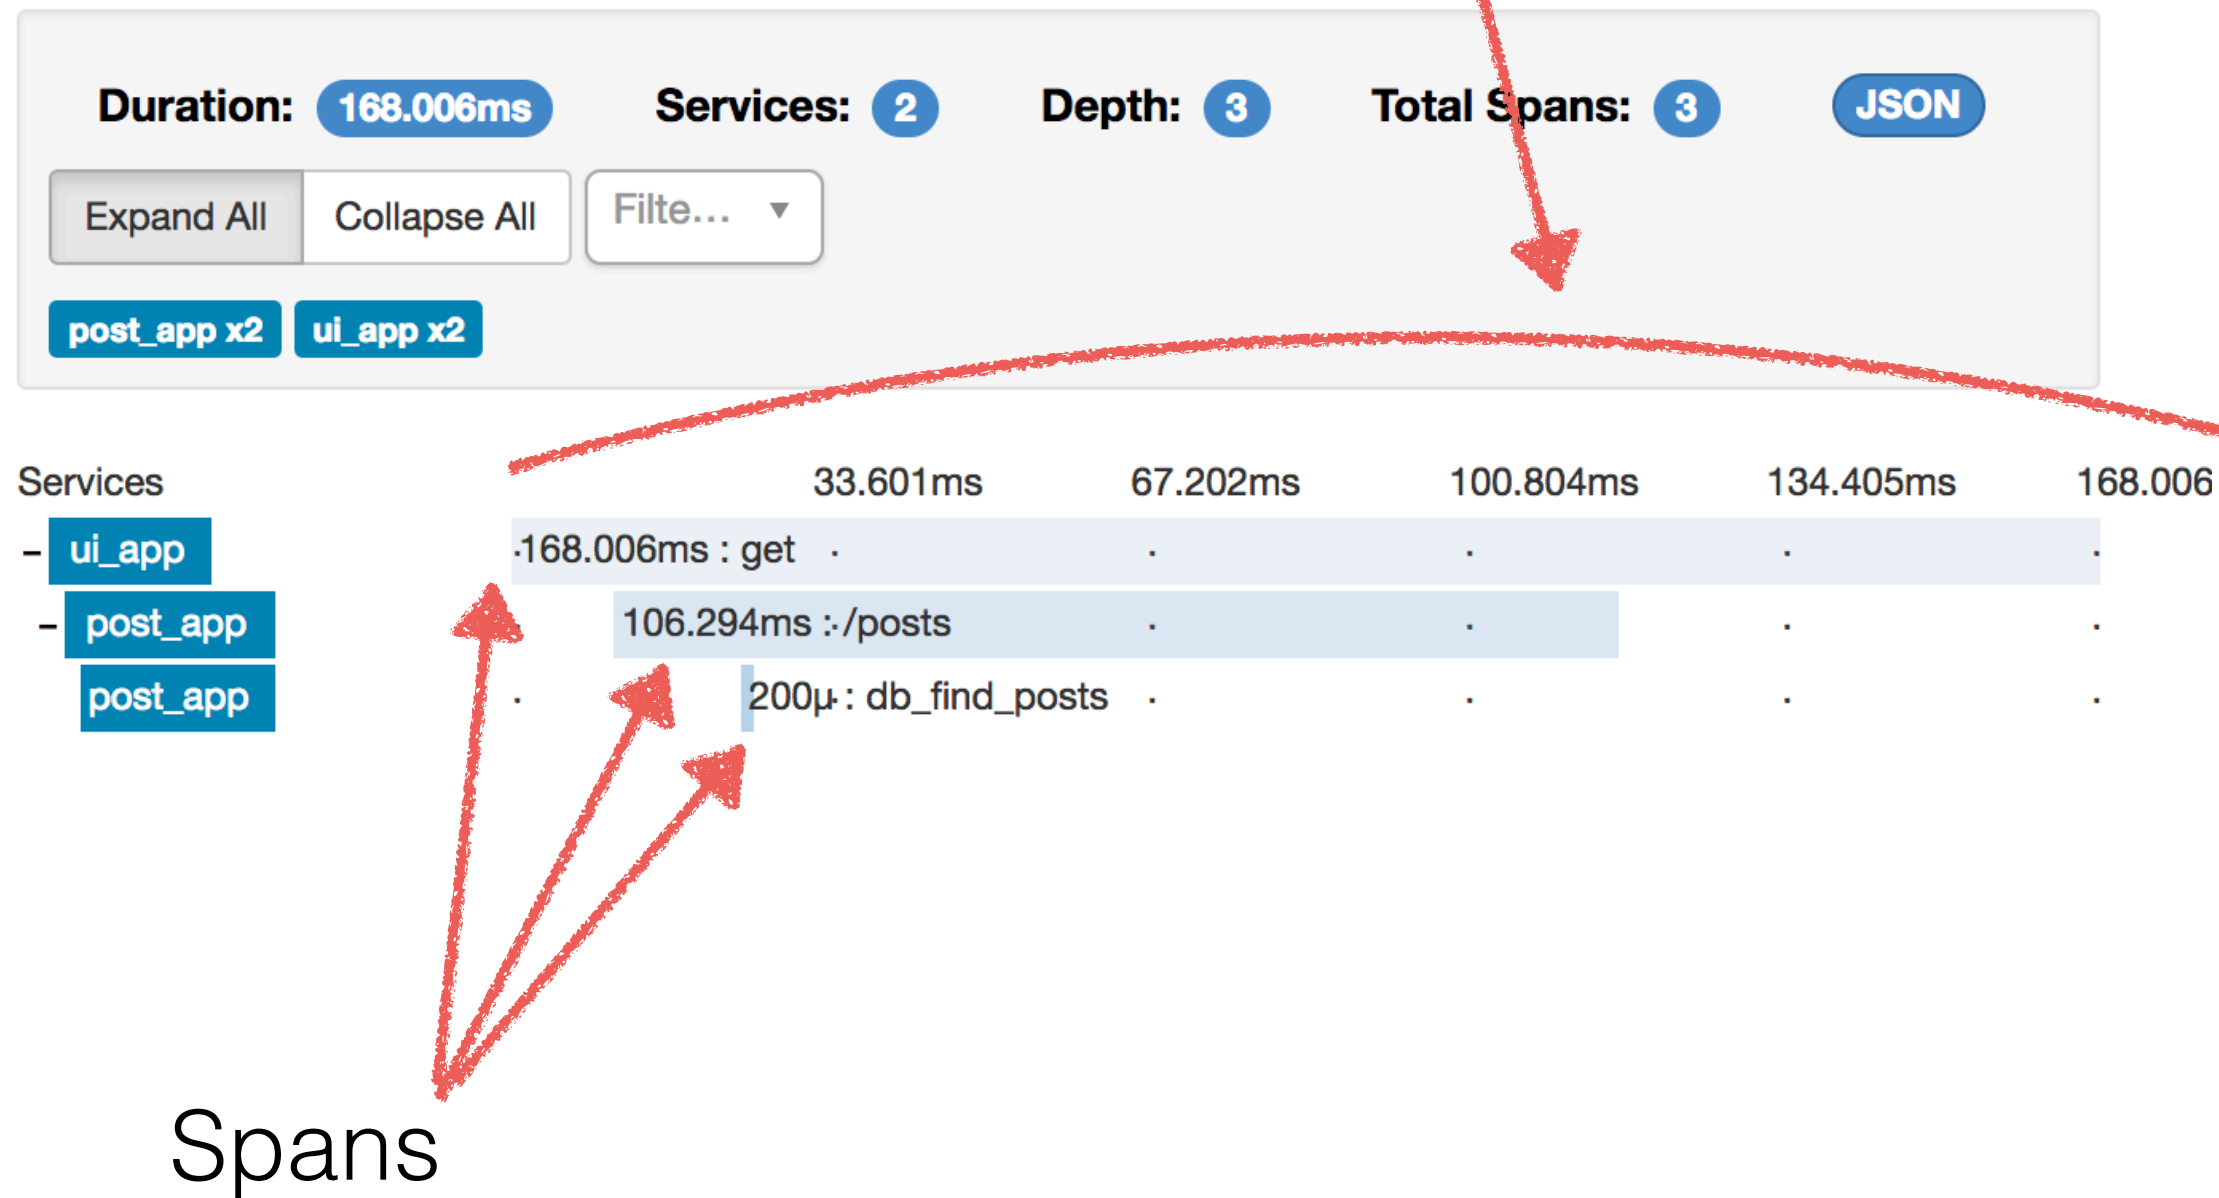 Duration: 168.006ms Services: 2 Depth: 3 Total Spans: 3 JSON
Expand All Collapse All Filte... ▼
post_app x2 ui_app x2
Services 33.601ms 67.202ms 100.804ms 134.405ms 168.006
– ui_app 168.006ms : get
– post_app 106.294ms : /posts
post_app 200μ : db_find_posts
Spans